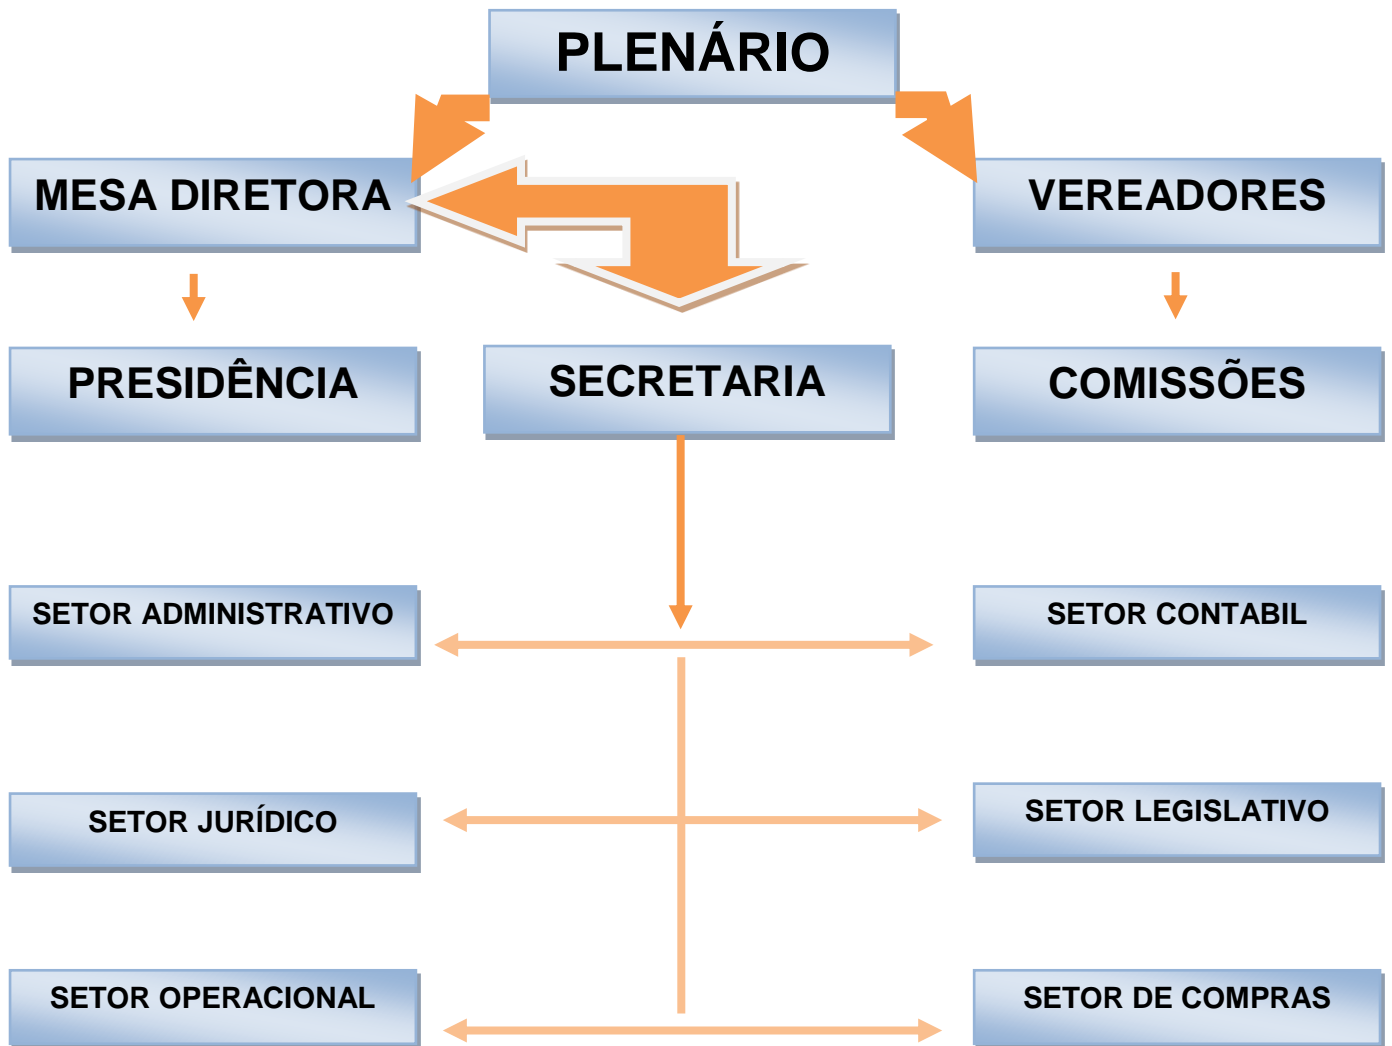 PLENÁRIO
MESA DIRETORA
VEREADORES
PRESIDÊNCIA
SECRETARIA
COMISSÕES
SETOR ADMINISTRATIVO
SETOR CONTABIL
SETOR JURÍDICO
SETOR LEGISLATIVO
SETOR OPERACIONAL
SETOR DE COMPRAS